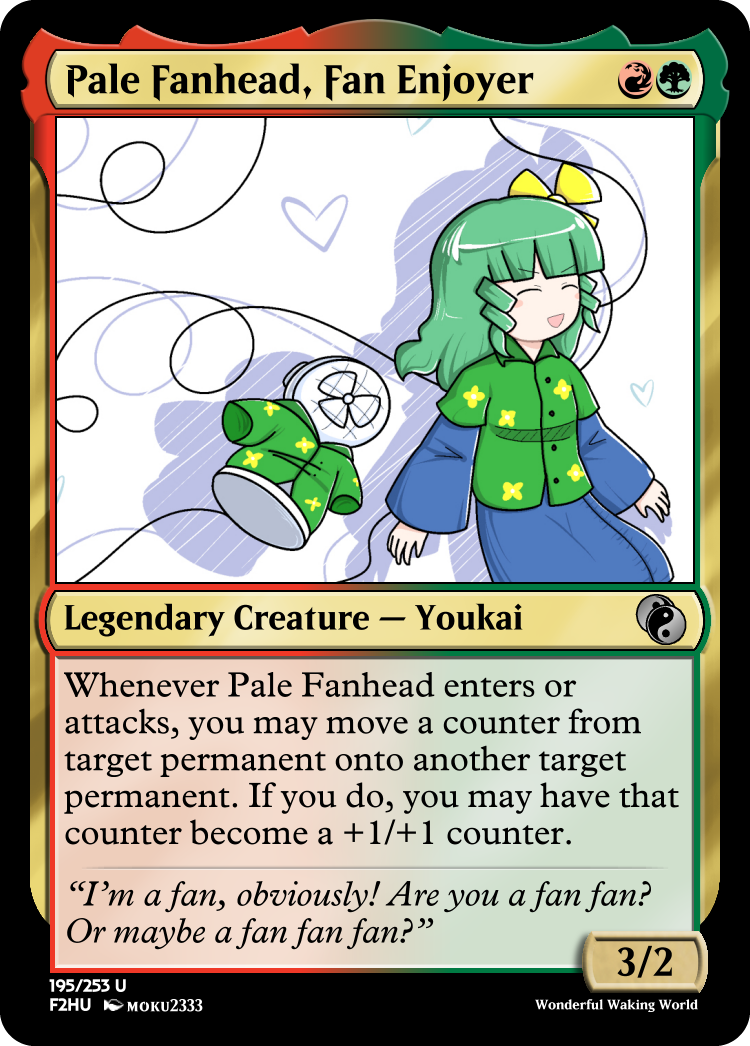 Pale Fanhead, Fan Enjoyer
Legendary Creature — Youkai
Whenever Pale Fanhead enters or
attacks, you may move a counter from
target permanent onto another target
permanent. If you do, you may have that
counter become a +1/+1 counter.
“I’m a fan, obviously! Are you a fan fan?
Or maybe a fan fan fan?”
3/2
195/253 U
F2HU MOKU2333
Wonderful Waking World